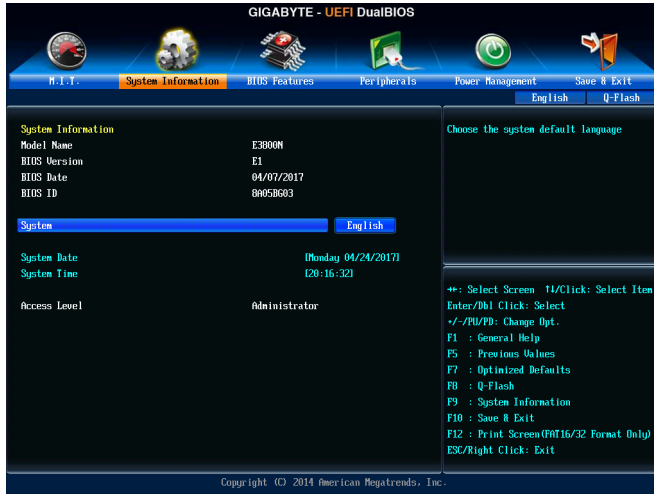 GIGABYTE - UEFI DualBIOS
M.I.T. System Information BIOS Features Peripherals Power Management Save & Exit
English Q-Flash
System Information
Model Name E3800N
BIOS Version E1
BIOS Date 04/07/2017
BIOS ID 8A05BG03
System English
System Date [Monday 04/24/2017]
System Time [20:16:32]
Access Level Administrator
Choose the system default language
→←: Select Screen ↑↓/Click: Select Item
Enter/Dbl Click: Select
+/-/PU/PD: Change Opt.
F1 : General Help
F5 : Previous Values
F7 : Optimized Defaults
F8 : Q-Flash
F9 : System Information
F10 : Save & Exit
F12 : Print Screen(FAT16/32 Format Only)
ESC/Right Click: Exit
Copyright (C) 2014 American Megatrends, Inc.